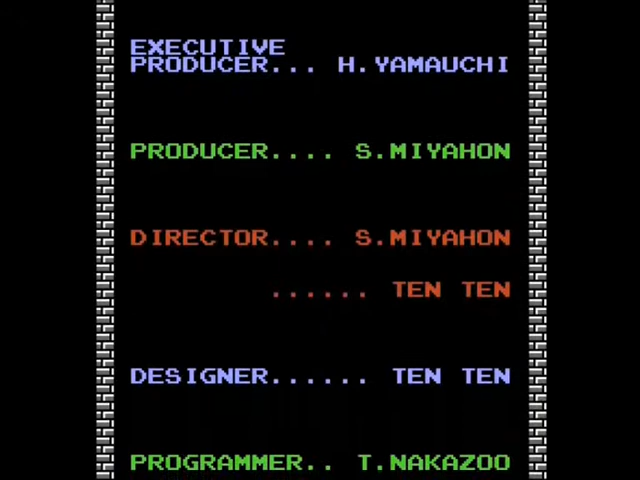 EXECUTIVE
PRODUCER... H.YAMAUCHI
PRODUCER.... S.MIYAHON
DIRECTOR.... S.MIYAHON
...... TEN TEN
DESIGNER...... TEN TEN
PROGRAMMER.. T.NAKAZOO